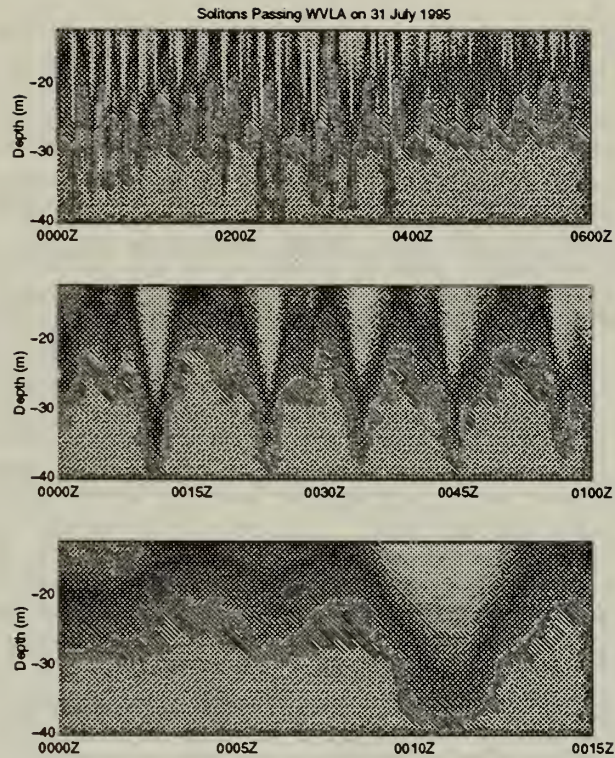 Solitons Passing WVLA on 31 July 1995
Depth (m)
-20
-30
-40
0000Z 0200Z 0400Z 0600Z
Depth (m)
-20
-30
-40
0000Z 0015Z 0030Z 0045Z 0100Z
Depth (m)
-20
-30
-40
0000Z 0005Z 0010Z 0015Z